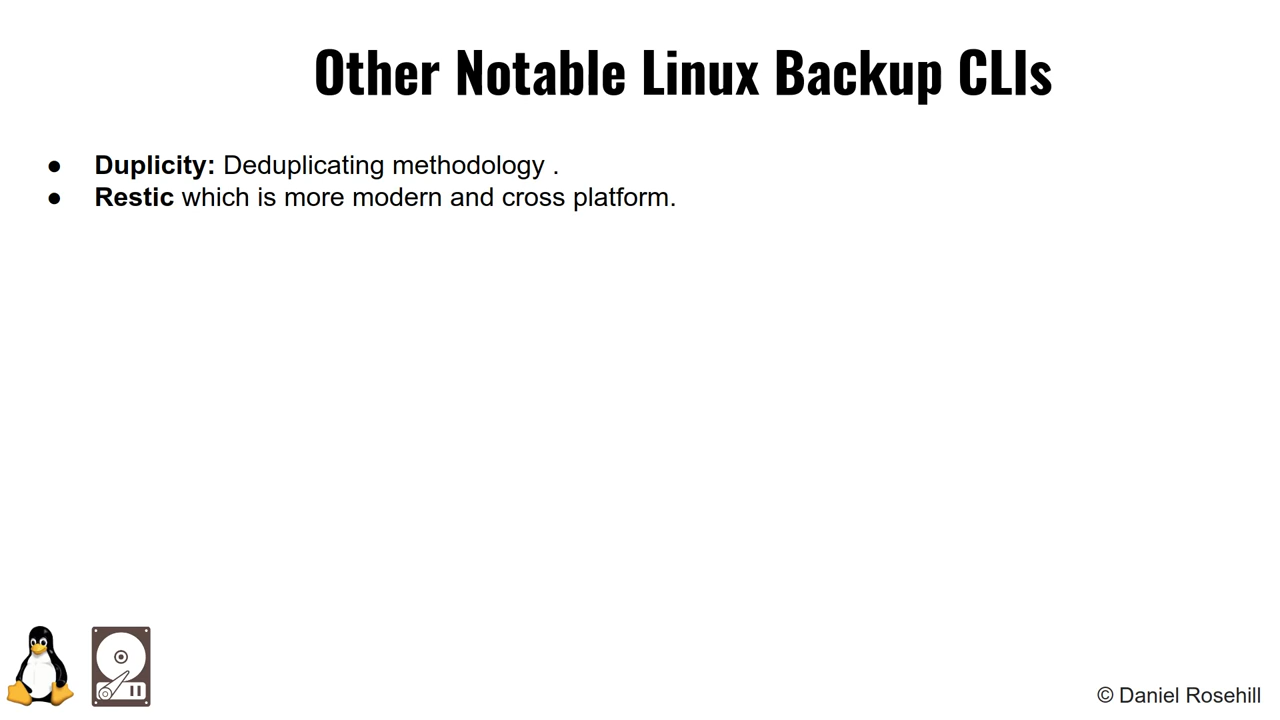 Other Notable Linux Backup CLIs
● Duplicity: Deduplicating methodology .
● Restic which is more modern and cross platform.
© Daniel Rosehill